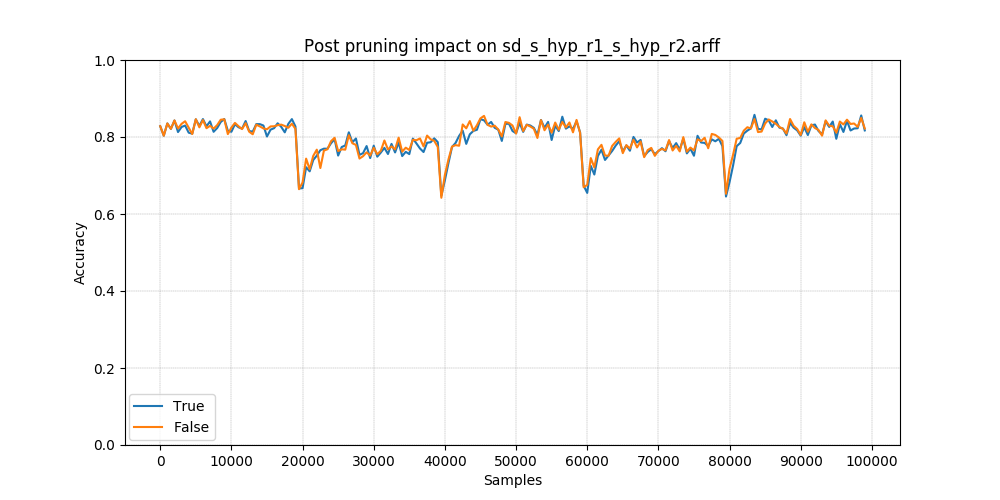 Post pruning impact on sd_s_hyp_r1_s_hyp_r2.arff
1.0
0.8
0.6
0.4
0.2
0.0
Accuracy
True
False
0 10000 20000 30000 40000 50000 60000 70000 80000 90000 100000
Samples